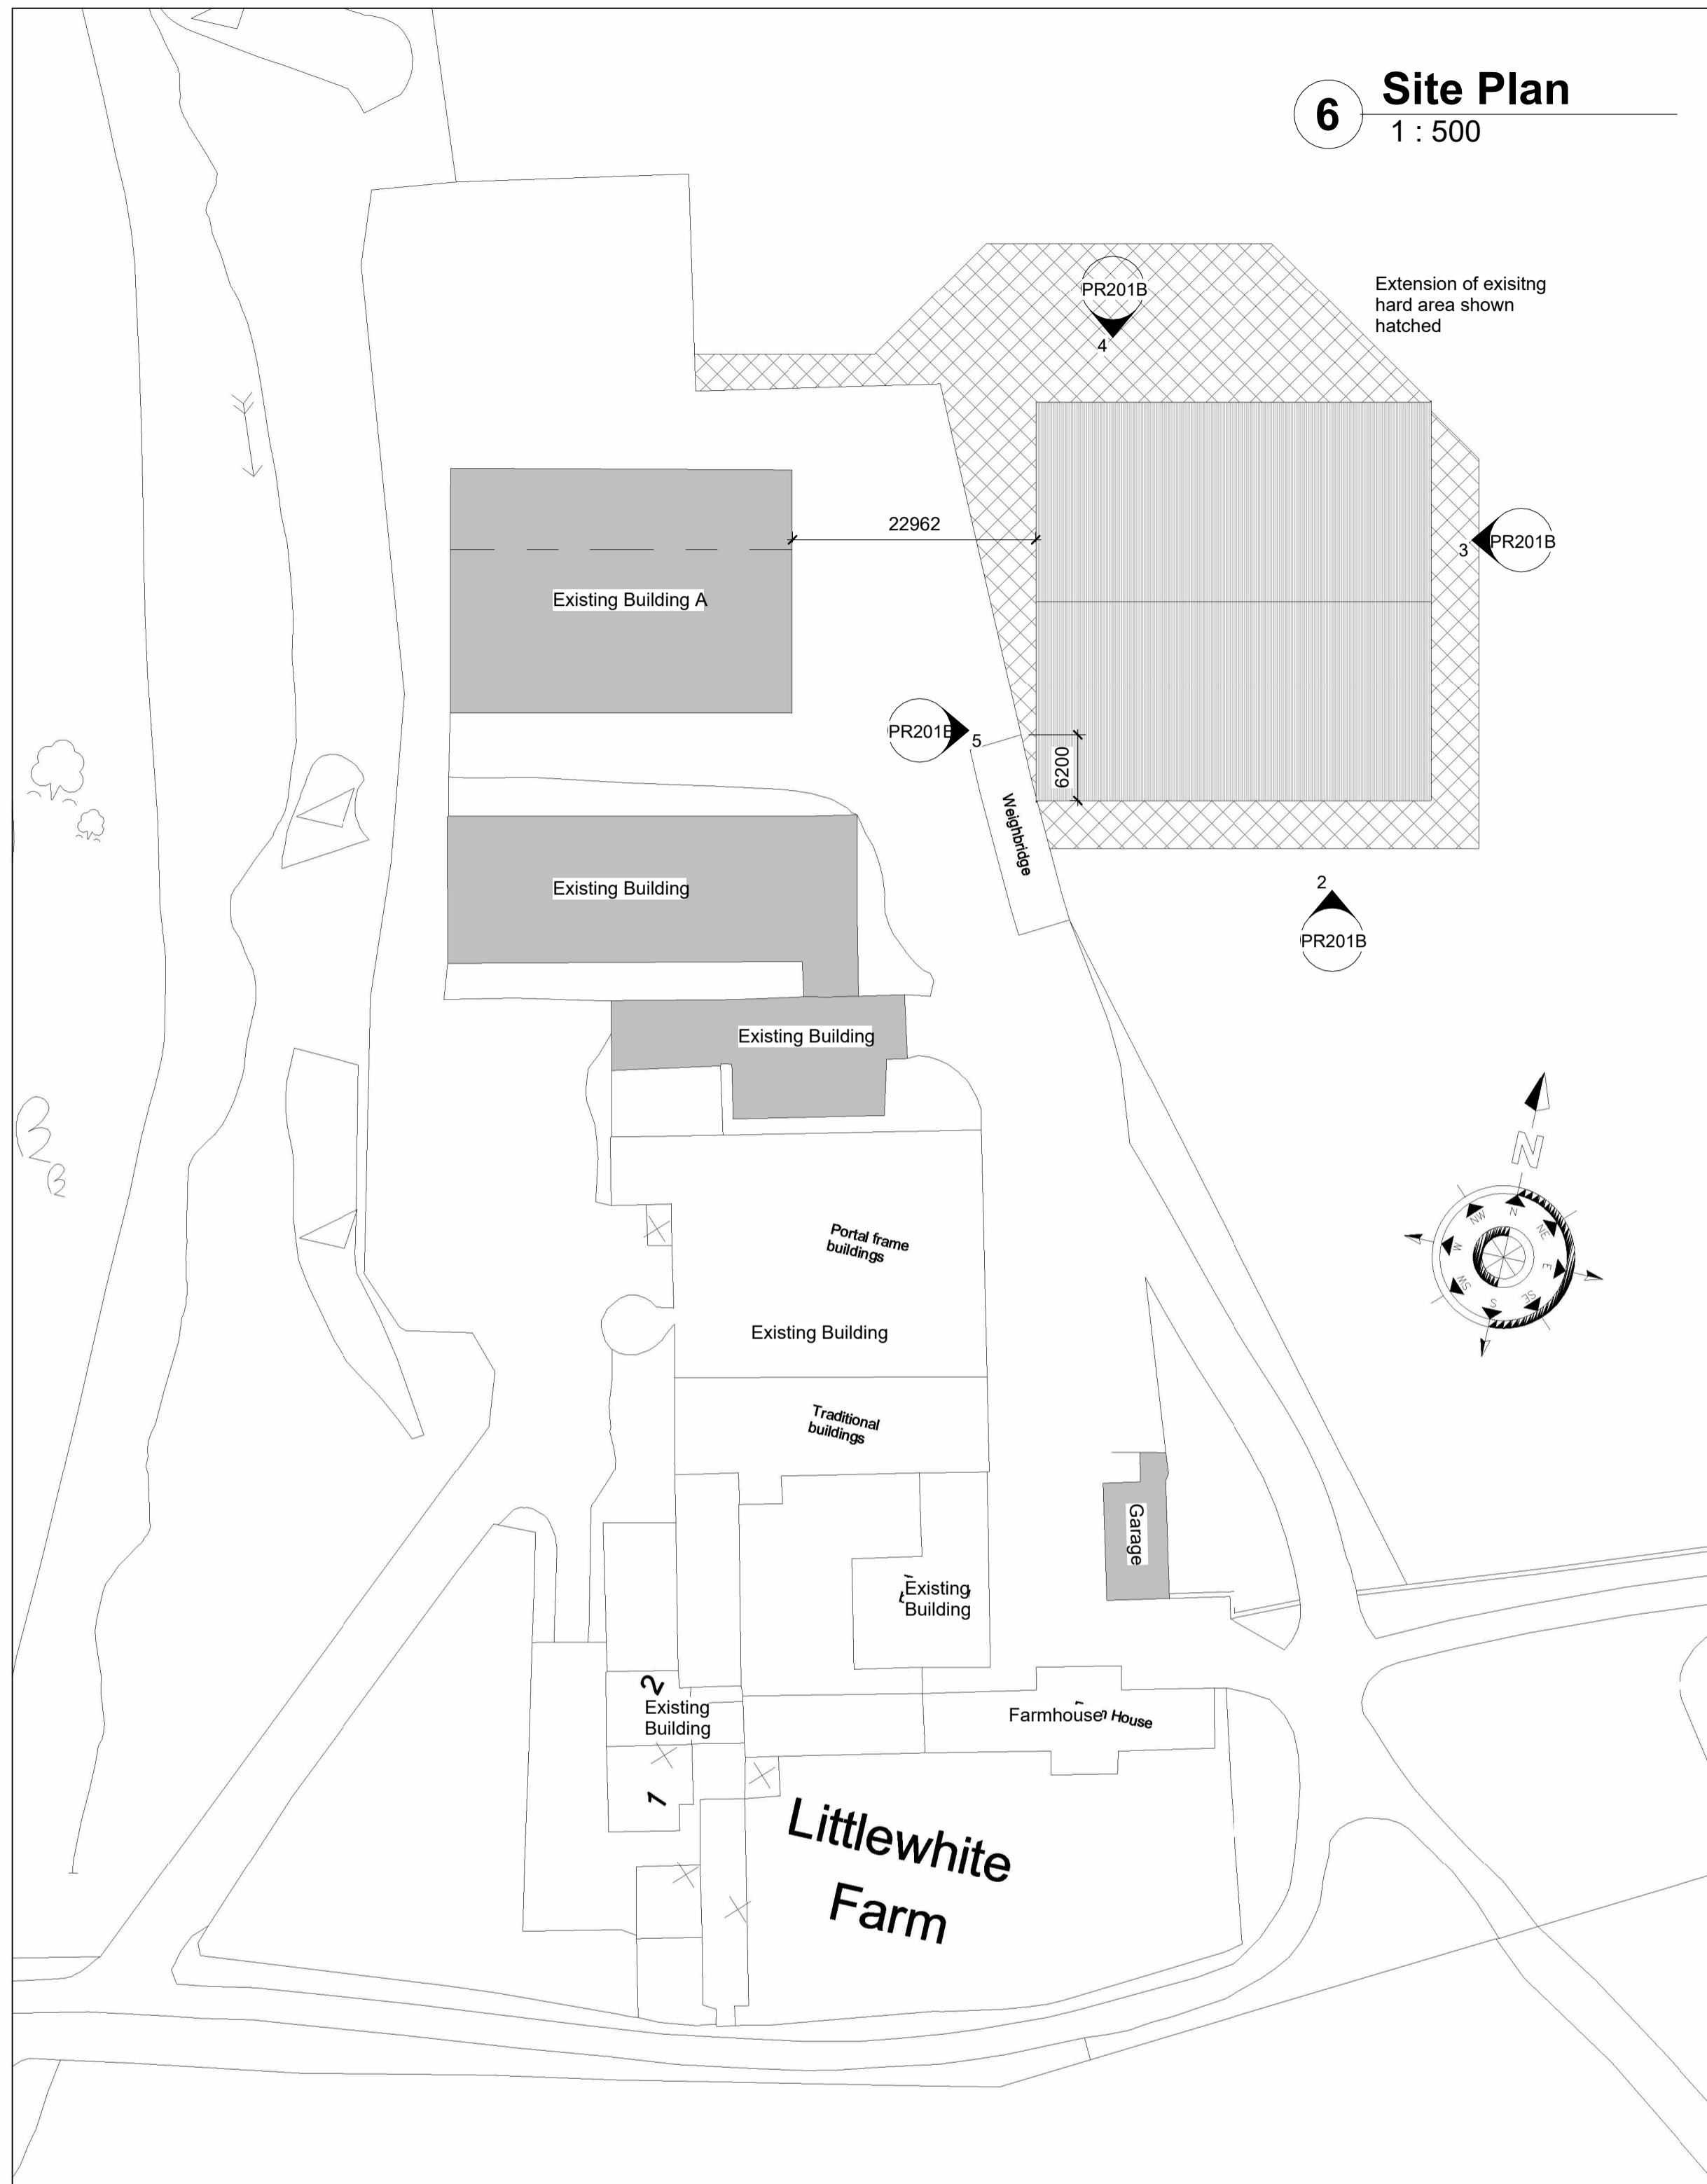 6
Site Plan
1 : 500
PR201B
4
Extension of exisitng
hard area shown
hatched
22962
3
PR201B
Existing Building A
PR201B
5
6200
Weighbridge
Existing Building
2
PR201B
Existing Building
N
N
NE
E
SE
S
SW
W
NW
Portal frame
buildings
Existing Building
Traditional
buildings
Garage
Existing
Building
2
Existing
Building
Farmhouse
House
1
Littlewhite
Farm